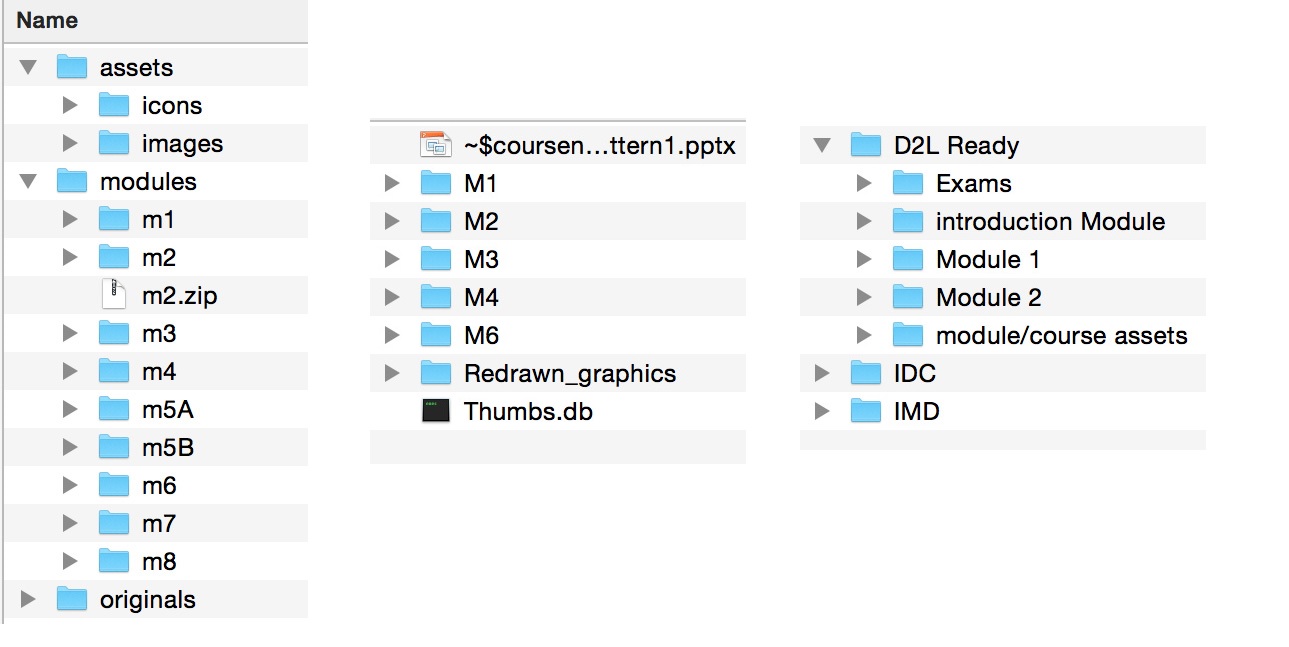 Name
assets
icons
images
modules
m1
m2
m2.zip
m3
m4
m5A
m5B
m6
m7
m8
originals
~$coursen...ttern1.pptx
M1
M2
M3
M4
M6
Redrawn_graphics
Thumbs.db
D2L Ready
Exams
introduction Module
Module 1
Module 2
module/course assets
IDC
IMD